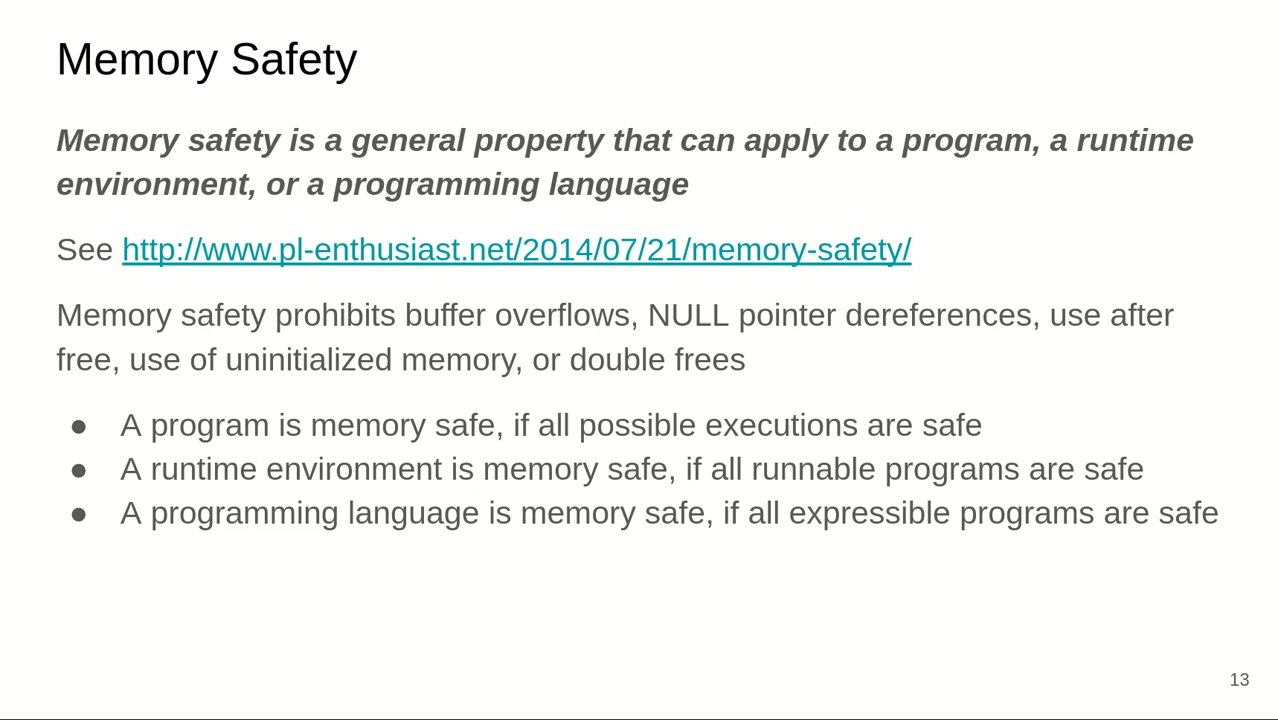 Memory Safety
Memory safety is a general property that can apply to a program, a runtime
environment, or a programming language
See http://www.pl-enthusiast.net/2014/07/21/memory-safety/
Memory safety prohibits buffer overflows, NULL pointer dereferences, use after
free, use of uninitialized memory, or double frees
● A program is memory safe, if all possible executions are safe
● A runtime environment is memory safe, if all runnable programs are safe
● A programming language is memory safe, if all expressible programs are safe
13